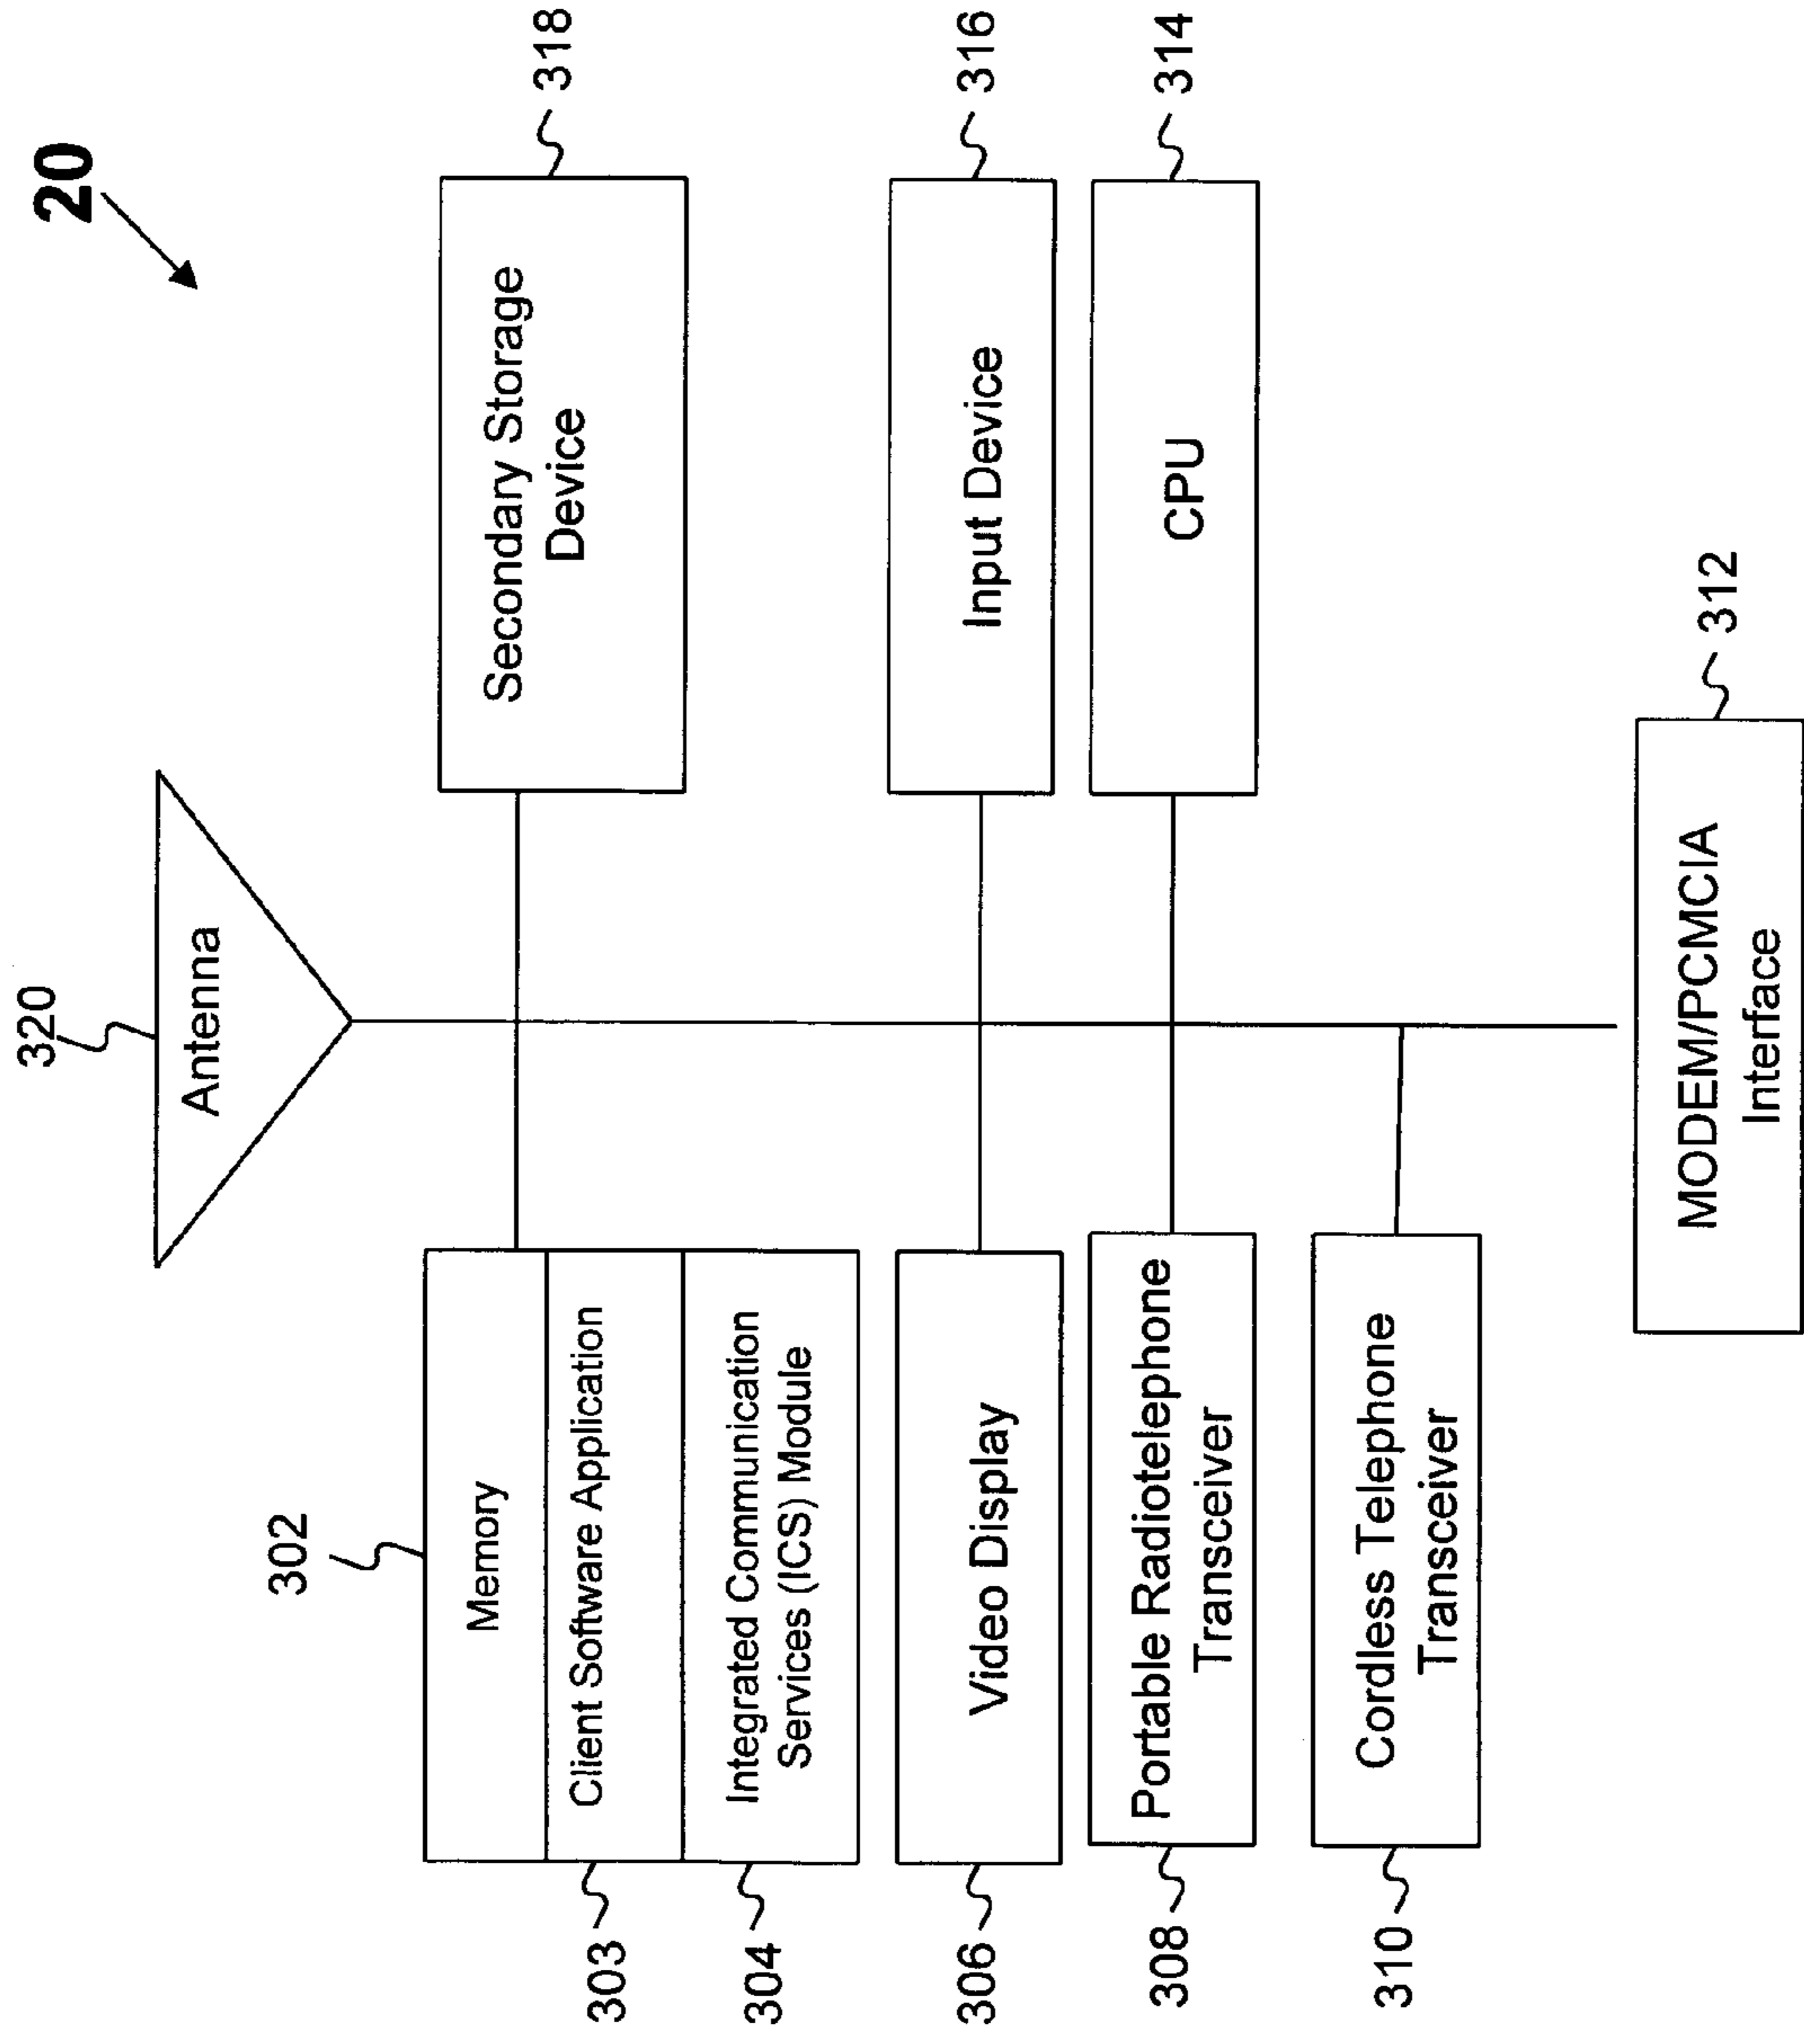 20
320
Antenna
302
Memory
303
Client Software Application
304
Integrated Communication
Services (ICS) Module
318
Secondary Storage
Device
306
Video Display
316
Input Device
308
Portable Radiotelephone
Transceiver
314
CPU
310
Cordless Telephone
Transceiver
312
MODEM/PCMCIA
Interface